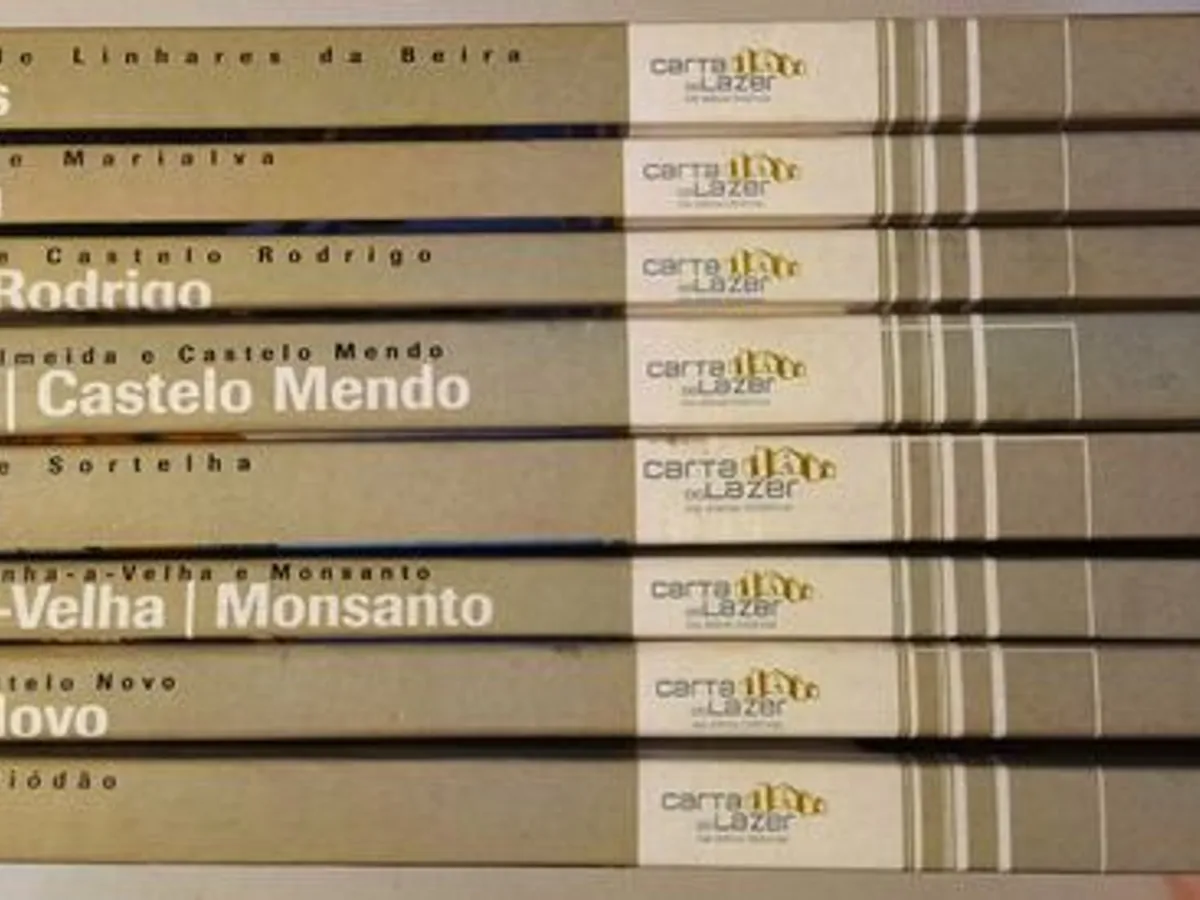 Linhares da Beira
s
carta
do Lazer
e Marialva
carta
do Lazer
e Castelo Rodrigo
Rodrigo
carta
do Lazer
lmeida e Castelo Mendo
| Castelo Mendo
carta
do Lazer
e Sortelha
carta
do Lazer
nha-a-Velha e Monsanto
-Velha | Monsanto
carta
do Lazer
telo Novo
Novo
carta
do Lazer
iódão
carta
do Lazer